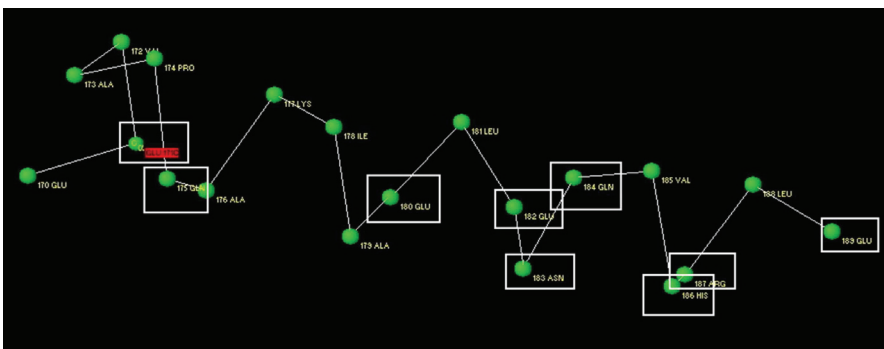 172 VAL
174 PRO
173 ALA
117 LYS
181 LEU
178 ILE
170 GLU
175 GLN
176 ALA
180 GLU
184 GLN
185 VAL
188 LEU
182 GLU
179 ALA
189 GLU
183 ASN
187 ARG
186 HIS